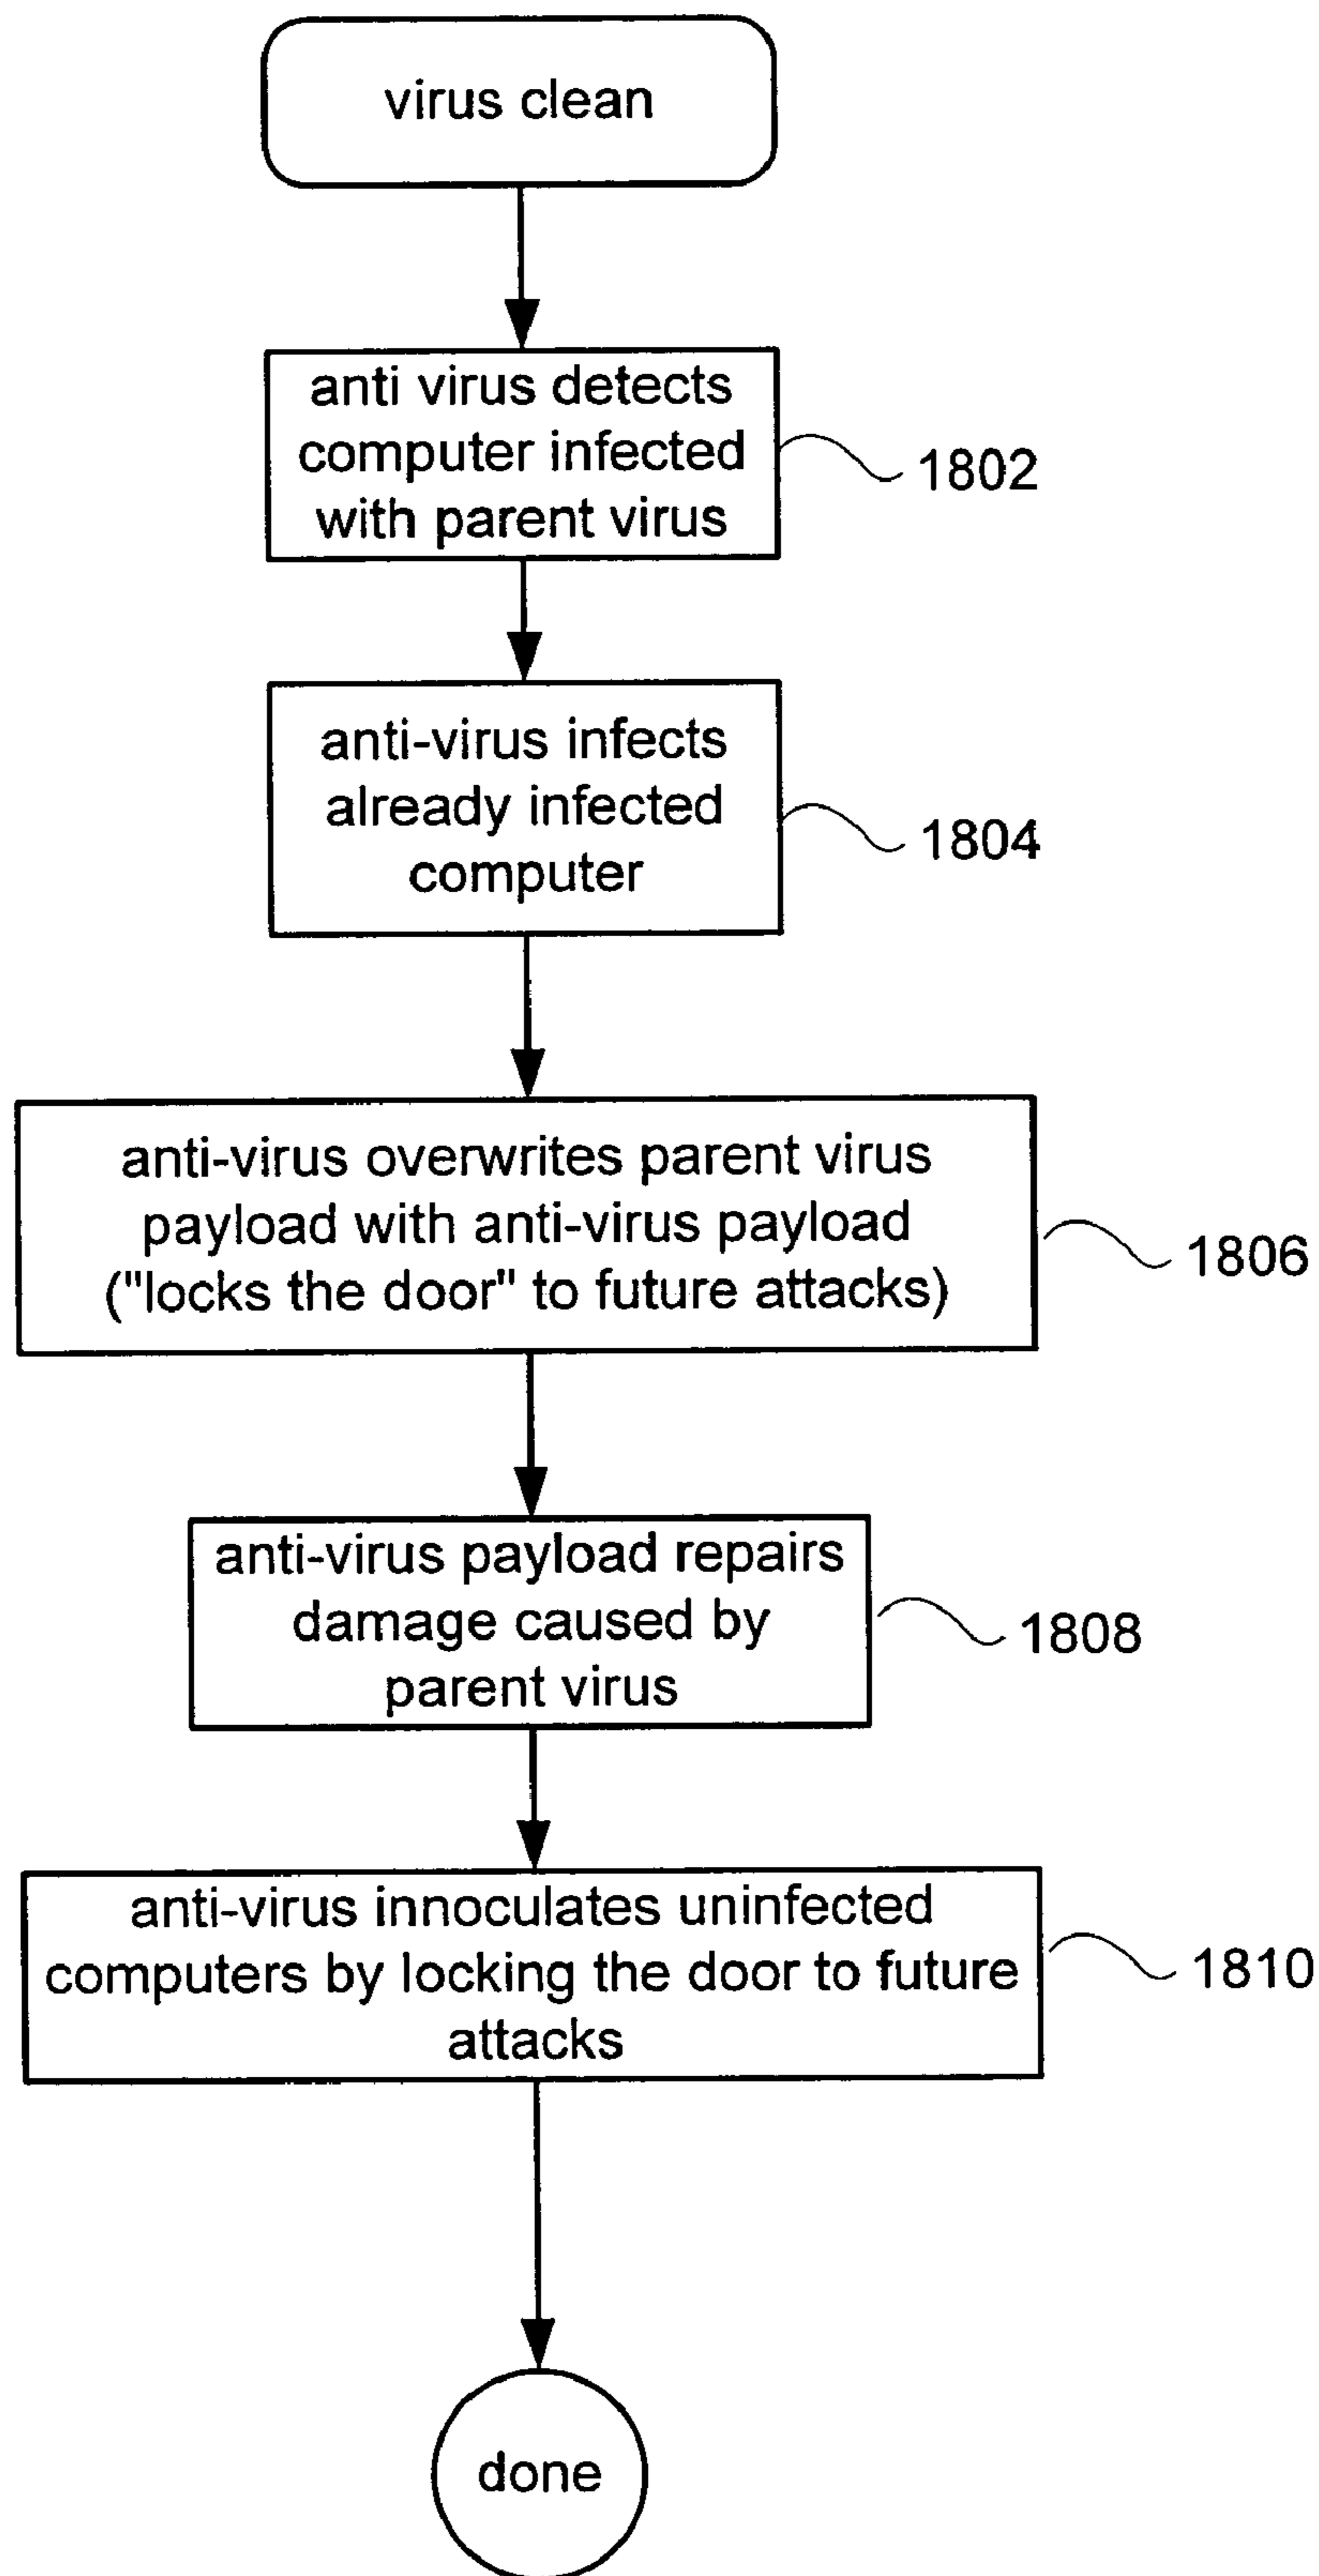 virus clean
anti virus detects
computer infected
with parent virus
1802
anti-virus infects
already infected
computer
1804
anti-virus overwrites parent virus
payload with anti-virus payload
("locks the door" to future attacks)
1806
anti-virus payload repairs
damage caused by
parent virus
1808
anti-virus innoculates uninfected
computers by locking the door to future
attacks
1810
done